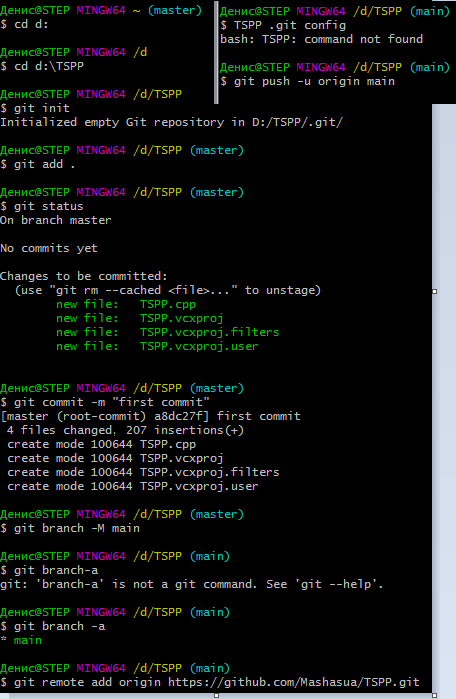 Денис@STEP MINGW64 ~ (master)
$ cd d:
Денис@STEP MINGW64 /d
$ cd d:\TSPP
Денис@STEP MINGW64 /d/TSPP
$ git init
Initialized empty Git repository in D:/TSPP/.git/
Денис@STEP MINGW64 /d/TSPP (master)
$ git add .
Денис@STEP MINGW64 /d/TSPP (master)
$ git status
On branch master
No commits yet
Changes to be committed:
(use "git rm --cached <file>..." to unstage)
new file: TSPP.cpp
new file: TSPP.vcxproj
new file: TSPP.vcxproj.filters
new file: TSPP.vcxproj.user
Денис@STEP MINGW64 /d/TSPP (master)
$ git commit -m "first commit"
[master (root-commit) a8dc27f] first commit
4 files changed, 207 insertions(+)
create mode 100644 TSPP.cpp
create mode 100644 TSPP.vcxproj
create mode 100644 TSPP.vcxproj.filters
create mode 100644 TSPP.vcxproj.user
Денис@STEP MINGW64 /d/TSPP (master)
$ git branch -M main
Денис@STEP MINGW64 /d/TSPP (main)
$ git branch-a
git: 'branch-a' is not a git command. See 'git --help'.
Денис@STEP MINGW64 /d/TSPP (main)
$ git branch -a
* main
Денис@STEP MINGW64 /d/TSPP (main)
$ git remote add origin https://github.com/Mashasua/TSPP.git
Денис@STEP MINGW64 /d/TSPP (main)
$ TSPP .git config
bash: TSPP: command not found
Денис@STEP MINGW64 /d/TSPP (main)
$ git push -u origin main